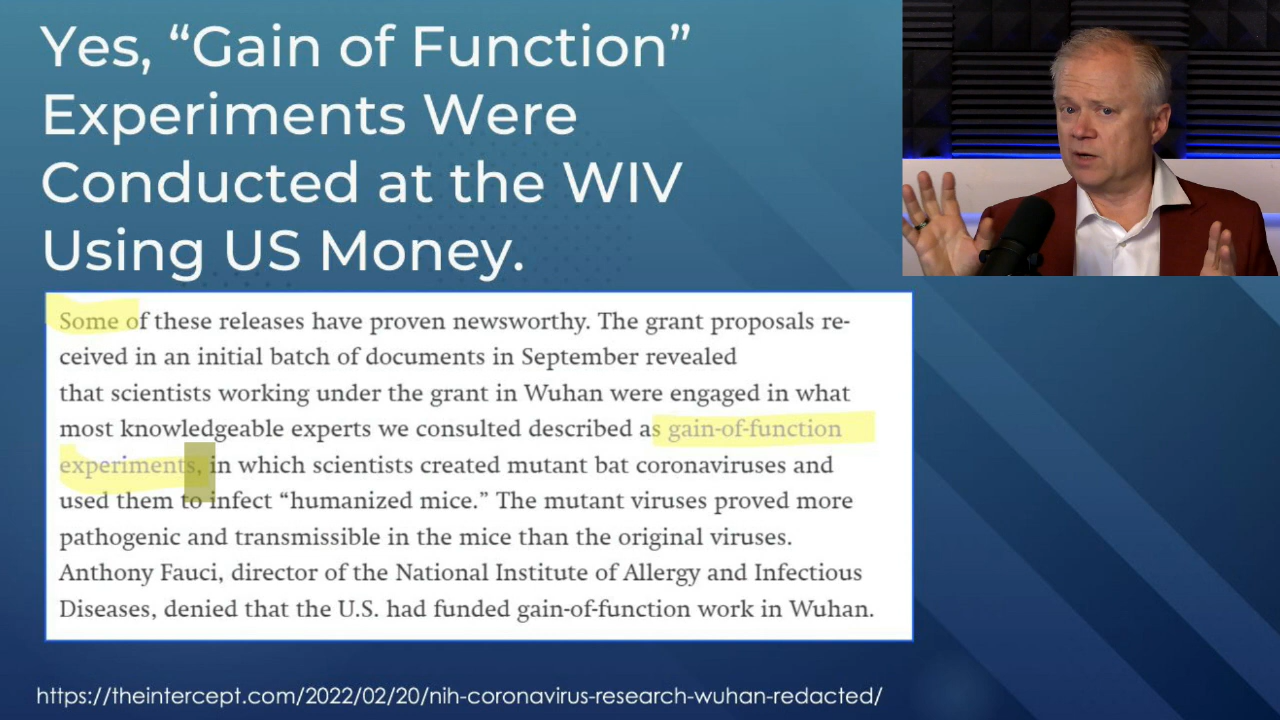 Yes, “Gain of Function”
Experiments Were
Conducted at the WIV
Using US Money.
Some of these releases have proven newsworthy. The grant proposals re-
ceived in an initial batch of documents in September revealed
that scientists working under the grant in Wuhan were engaged in what
most knowledgeable experts we consulted described as gain-of-function
experiments, in which scientists created mutant bat coronaviruses and
used them to infect “humanized mice.” The mutant viruses proved more
pathogenic and transmissible in the mice than the original viruses.
Anthony Fauci, director of the National Institute of Allergy and Infectious
Diseases, denied that the U.S. had funded gain-of-function work in Wuhan.
https://theintercept.com/2022/02/20/nih-coronavirus-research-wuhan-redacted/